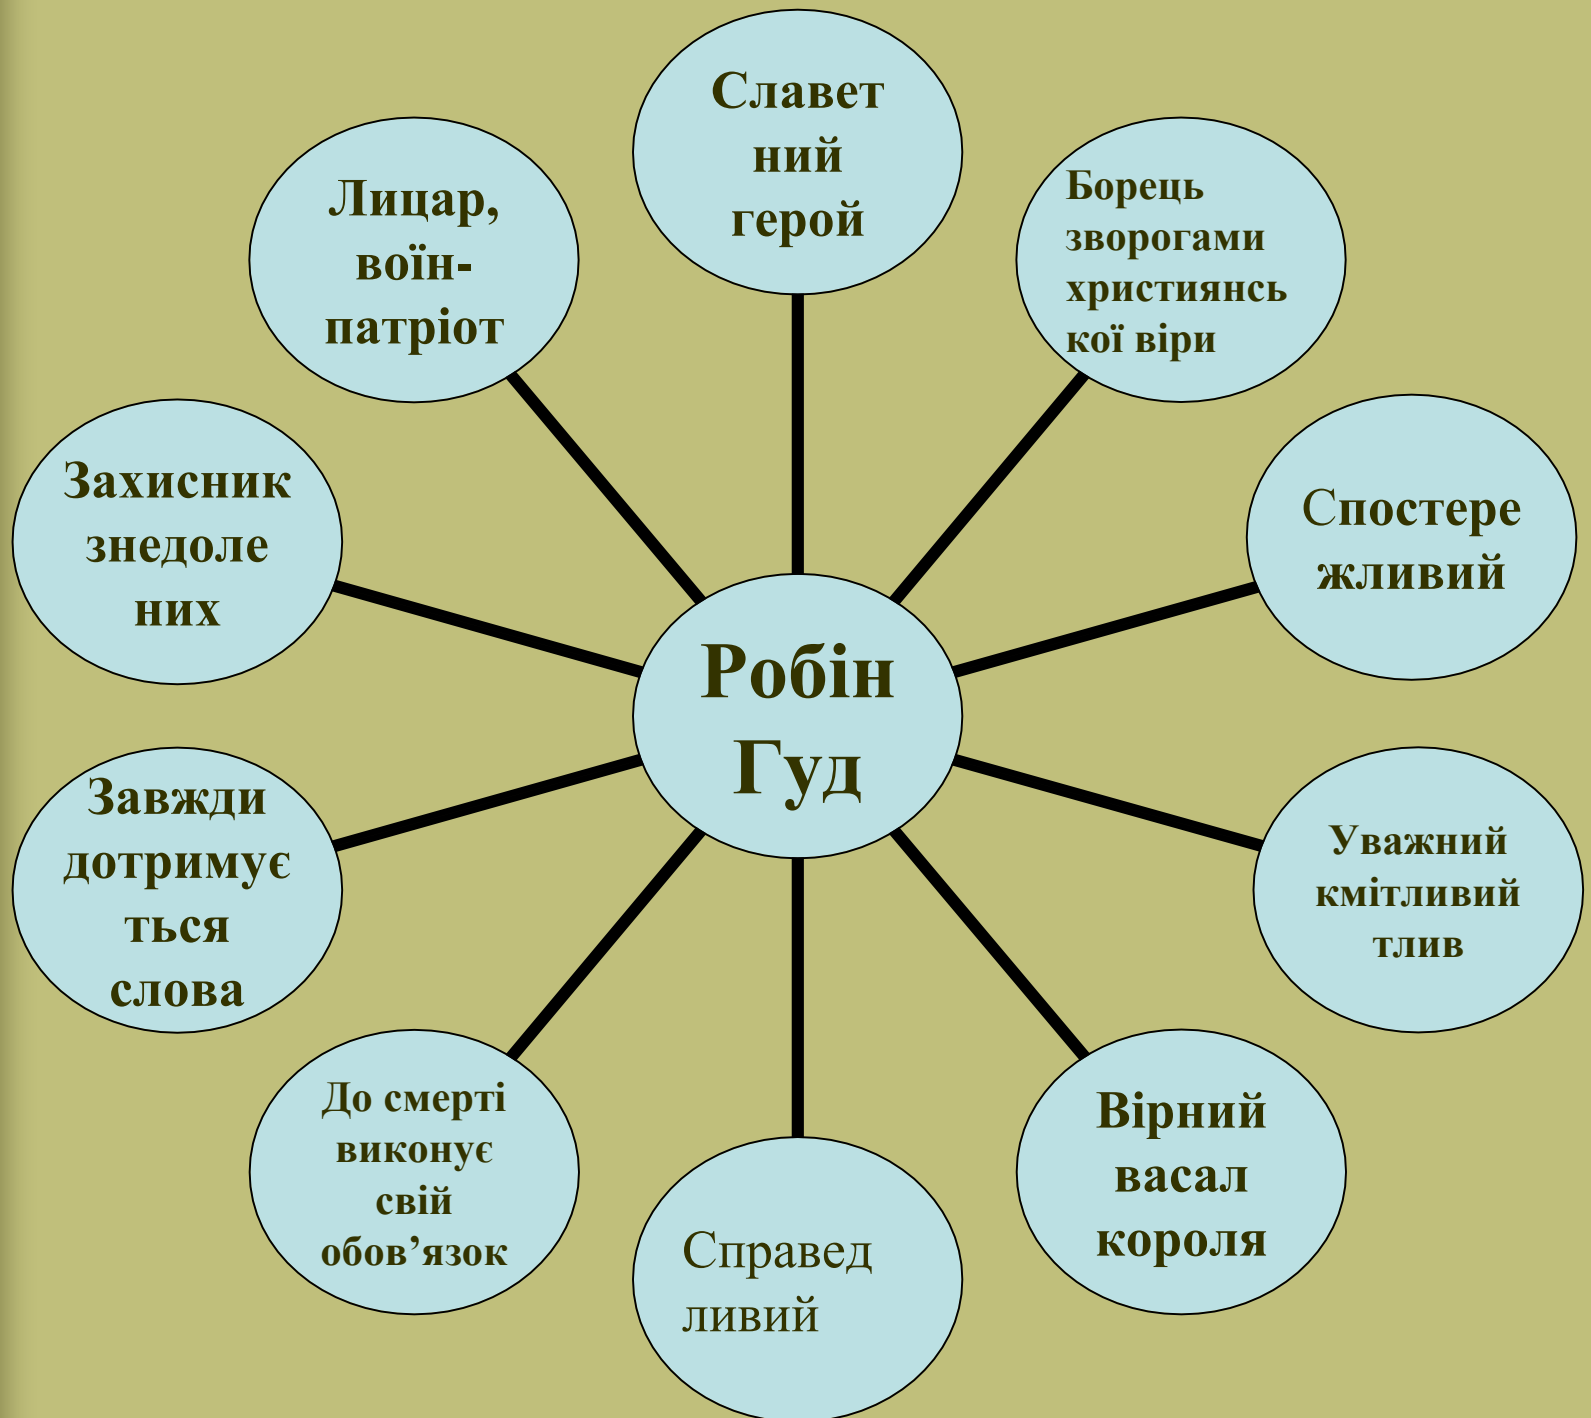 Славет
ний
герой
Борець
зворогами
християнсь
кої віри
Спостере
жливий
Уважний
кмітливий
тлив
Вірний
васал
короля
Справед
ливий
До смерті
виконує
свій
обов’язок
Завжди
дотримує
ться
слова
Захисник
знедоле
них
Лицар,
воїн-
патріот
Робін
Гуд